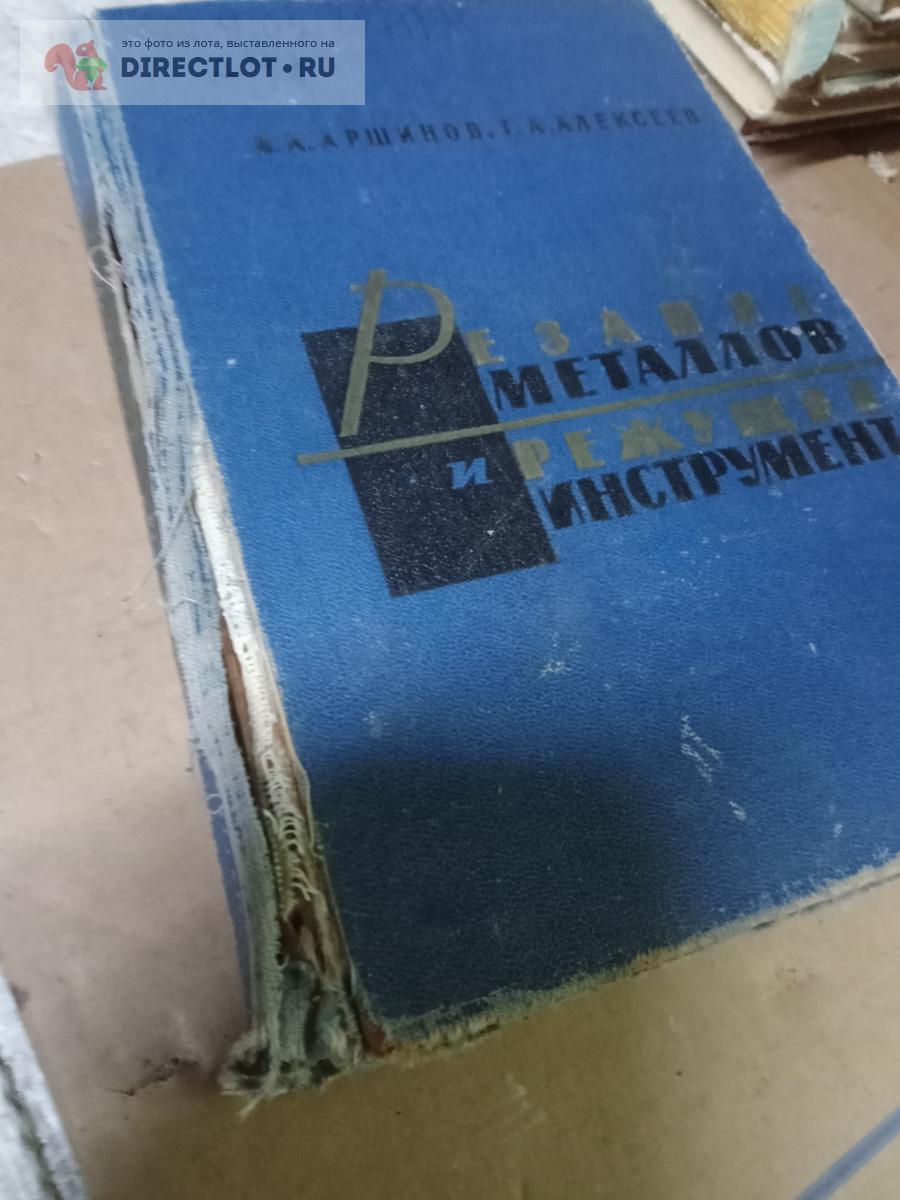 это фото из лота, выставленного на
DIRECTLOT.RU
В.А.АРШИНОВ, Г.А.АЛЕКСЕЕВ
РЕЗАНИЕ
МЕТАЛЛОВ
и РЕЖУЩИЙ
ИНСТРУМЕНТ